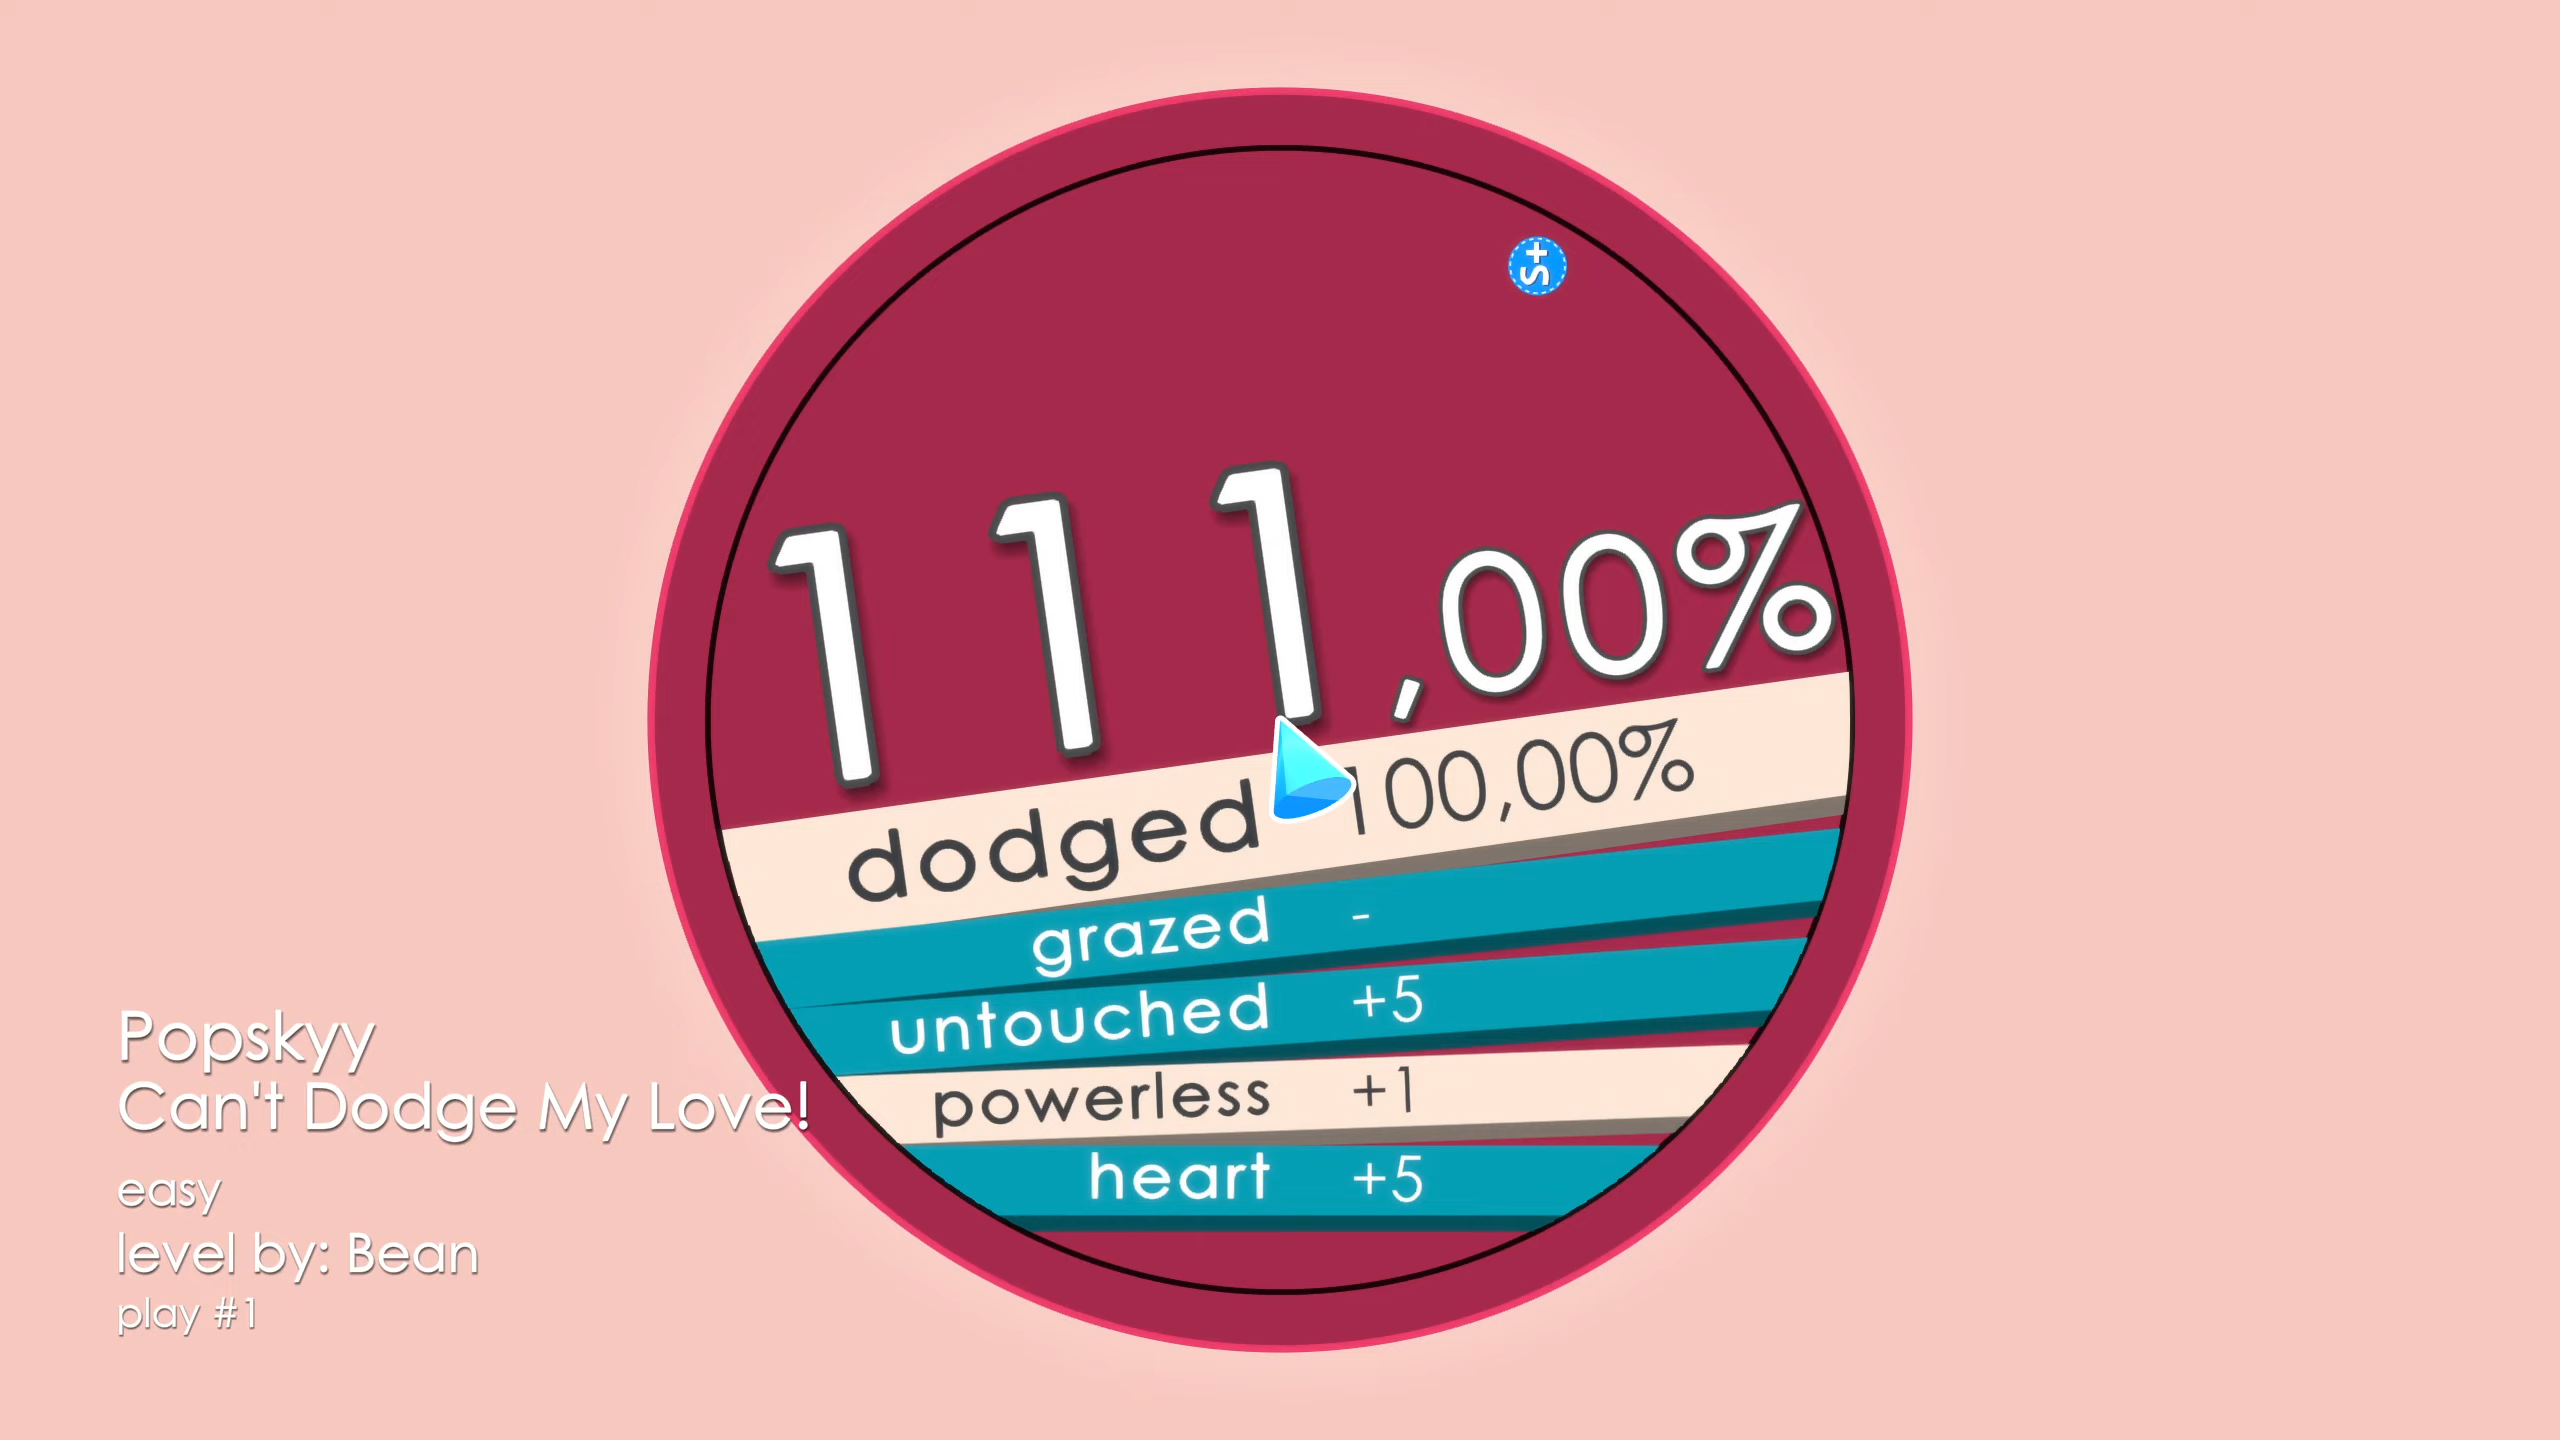 S+
111,00%
dodged 100,00%
grazed -
untouched +5
powerless +1
heart +5
Popskyy
Can't Dodge My Love!
easy
level by: Bean
play #1